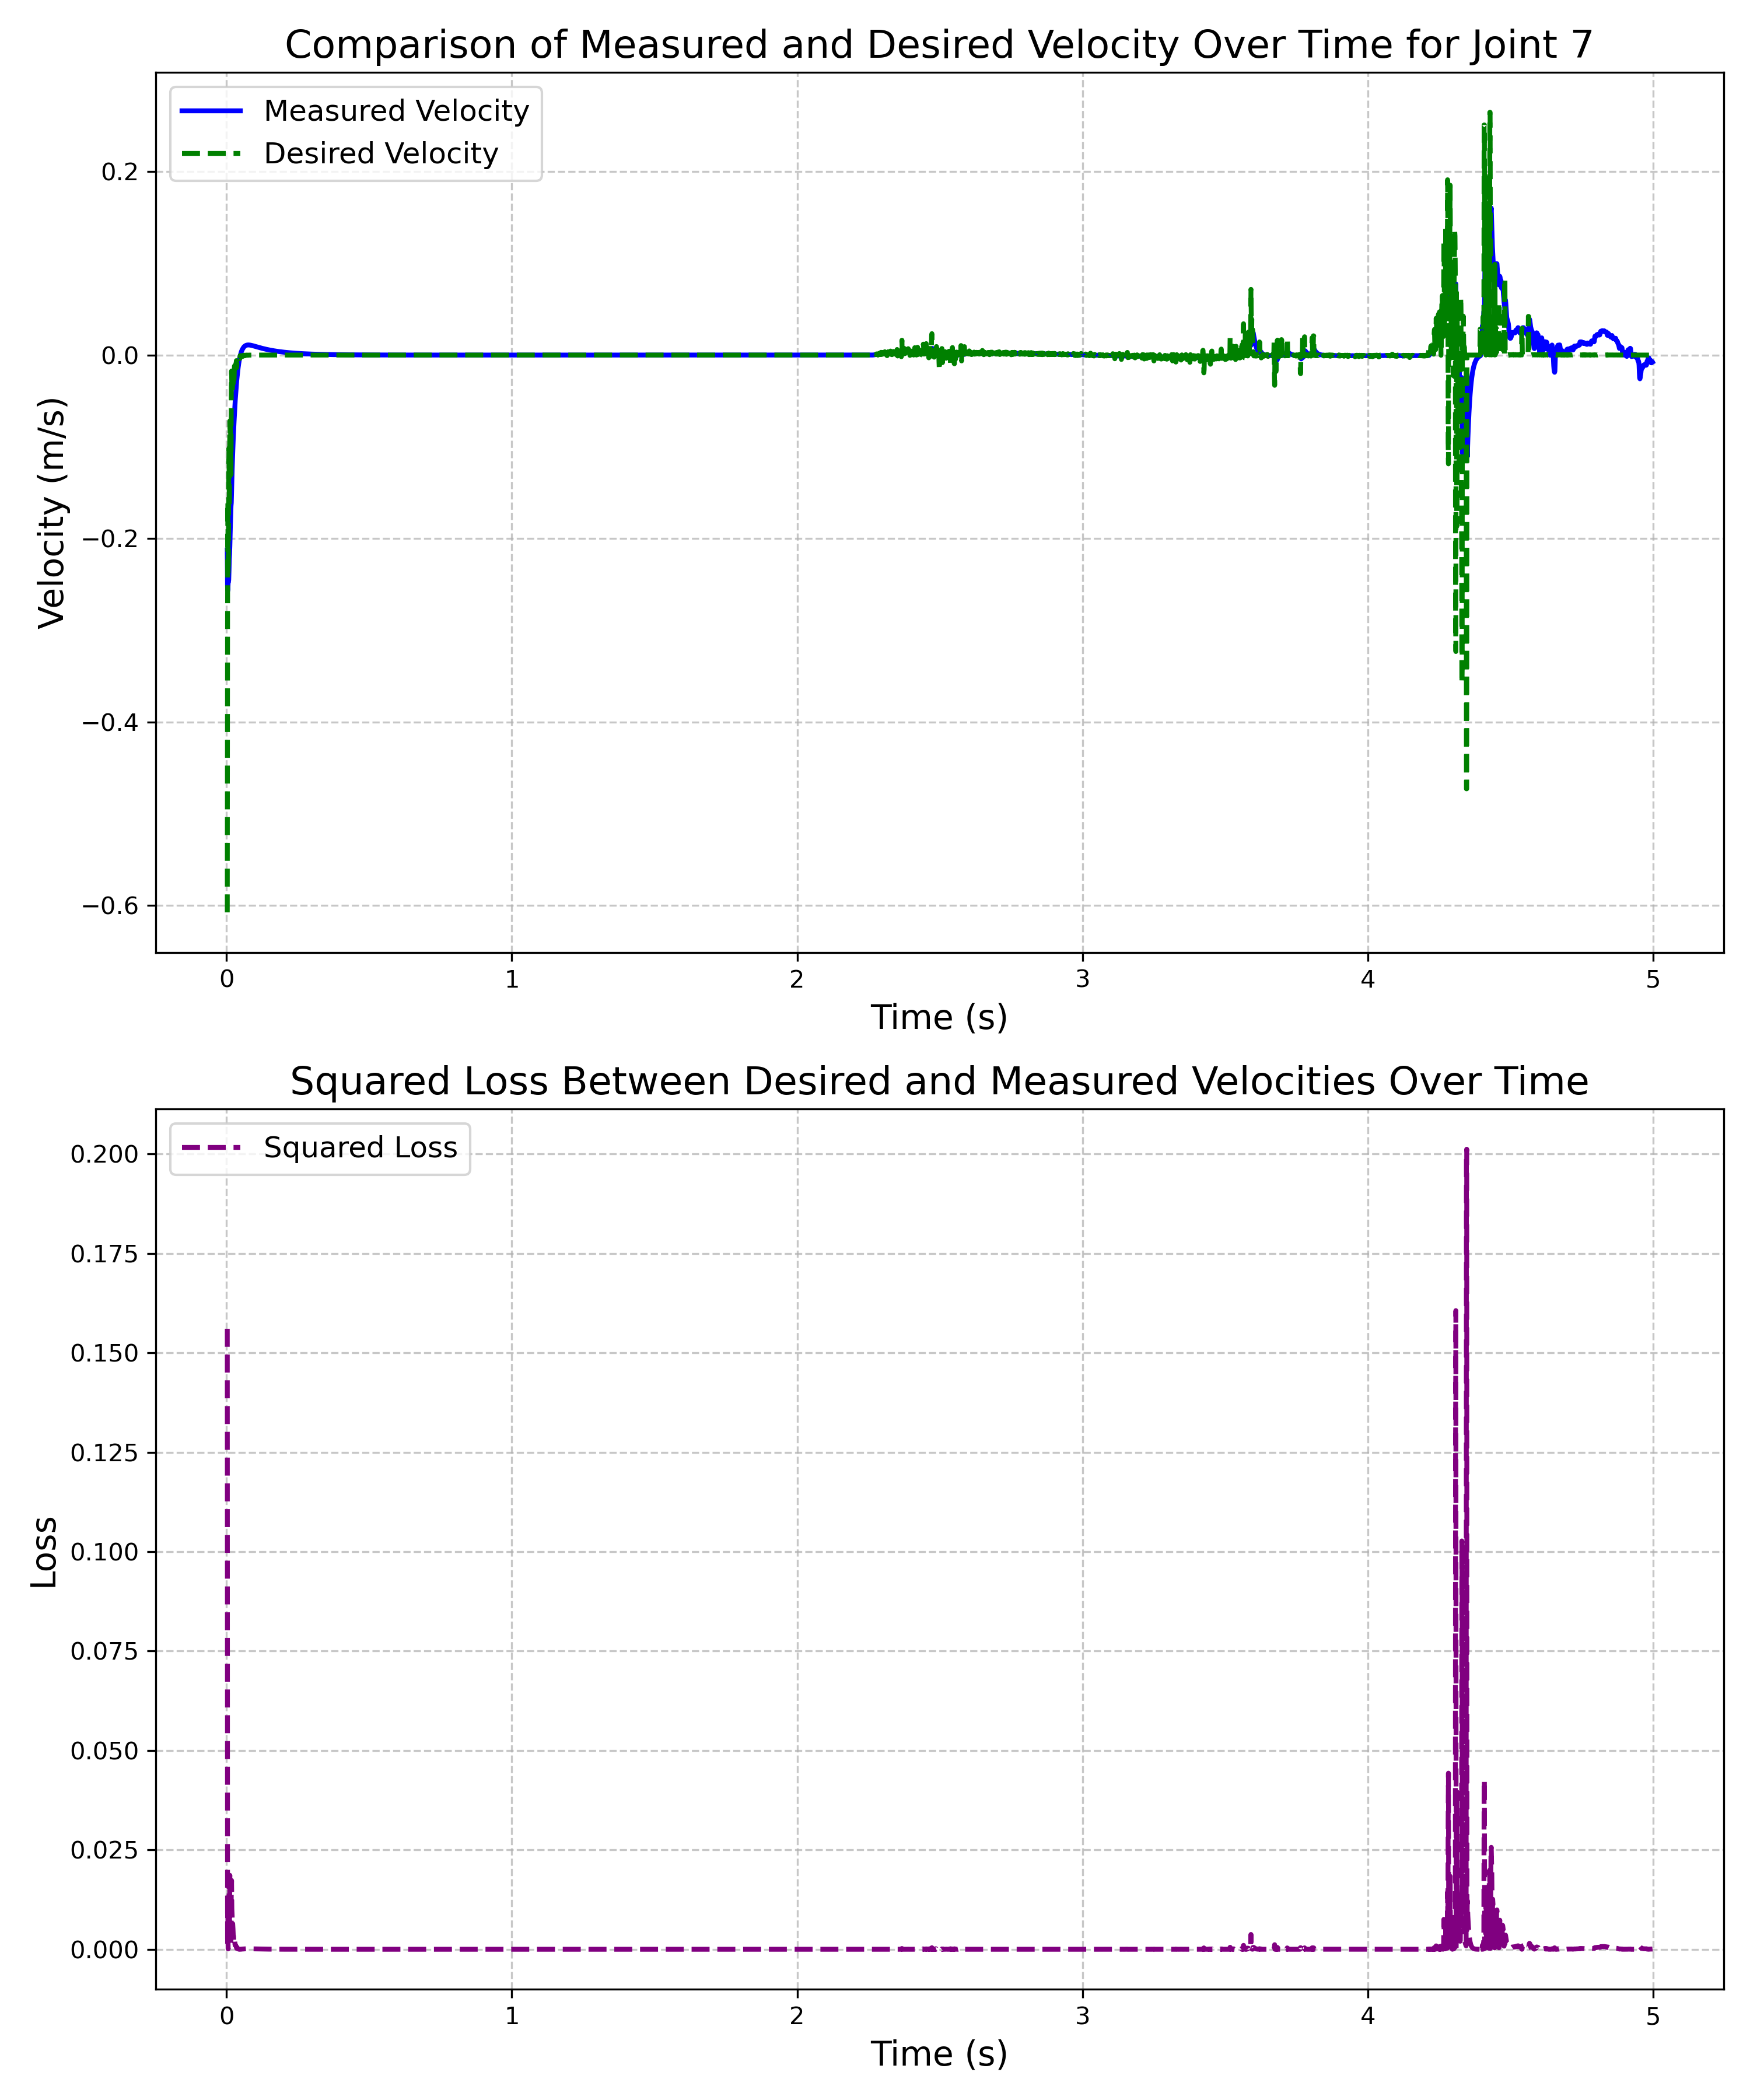 Comparison of Measured and Desired Velocity Over Time for Joint 7
Measured Velocity
Desired Velocity
Velocity (m/s)
0.2
0.0
−0.2
−0.4
−0.6
0 1 2 3 4 5
Time (s)
Squared Loss Between Desired and Measured Velocities Over Time
Squared Loss
Loss
0.200
0.175
0.150
0.125
0.100
0.075
0.050
0.025
0.000
0 1 2 3 4 5
Time (s)